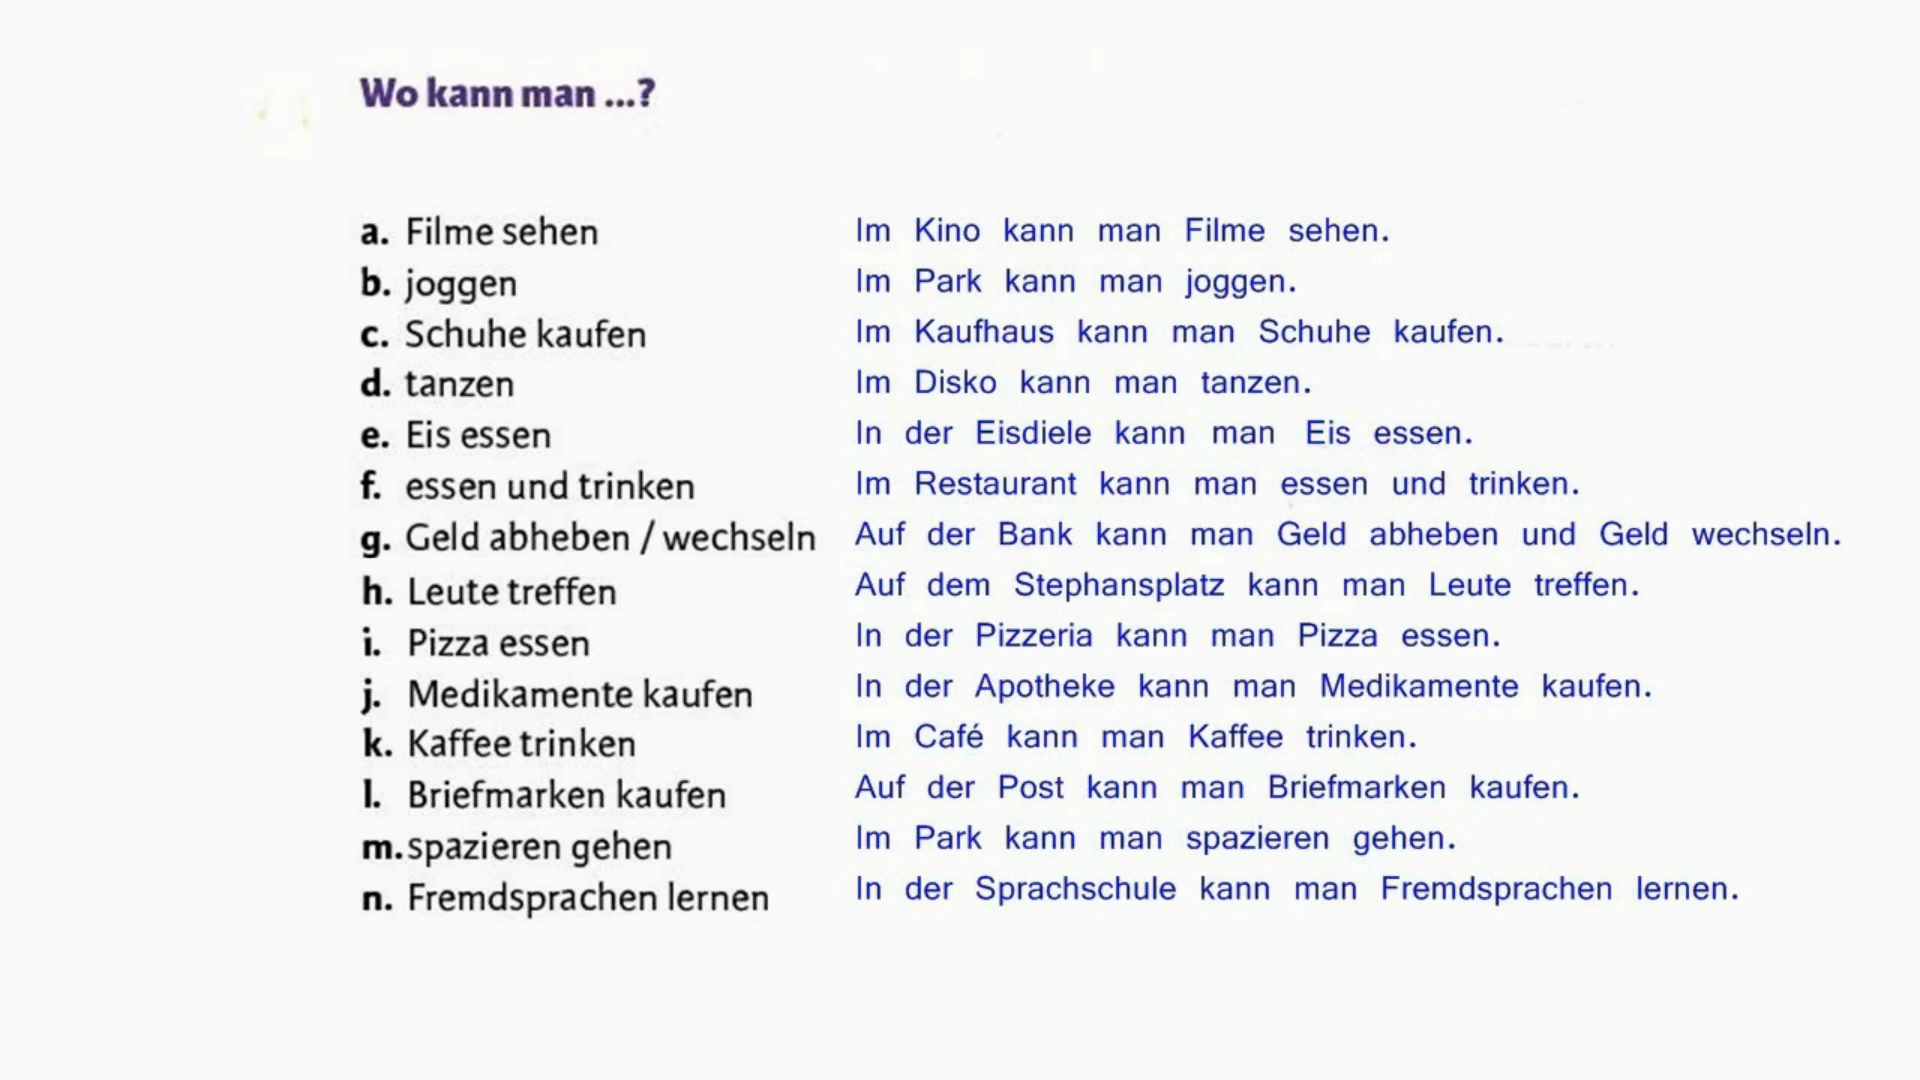 Wo kann man ...?
a. Filme sehen Im Kino kann man Filme sehen.
b. joggen Im Park kann man joggen.
c. Schuhe kaufen Im Kaufhaus kann man Schuhe kaufen.
d. tanzen Im Disko kann man tanzen.
e. Eis essen In der Eisdiele kann man Eis essen.
f. essen und trinken Im Restaurant kann man essen und trinken.
g. Geld abheben / wechseln Auf der Bank kann man Geld abheben und Geld wechseln.
h. Leute treffen Auf dem Stephansplatz kann man Leute treffen.
i. Pizza essen In der Pizzeria kann man Pizza essen.
j. Medikamente kaufen In der Apotheke kann man Medikamente kaufen.
k. Kaffee trinken Im Café kann man Kaffee trinken.
l. Briefmarken kaufen Auf der Post kann man Briefmarken kaufen.
m. spazieren gehen Im Park kann man spazieren gehen.
n. Fremdsprachen lernen In der Sprachschule kann man Fremdsprachen lernen.